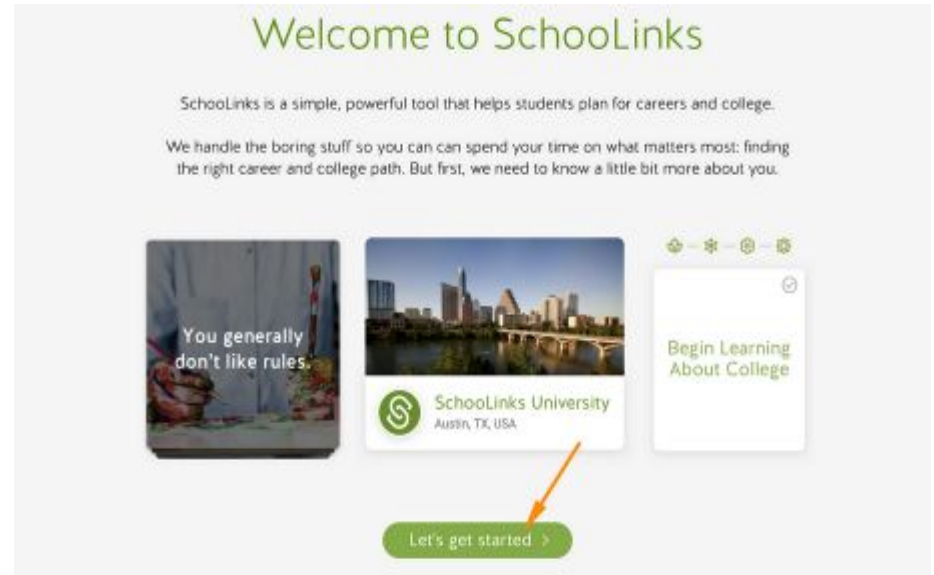 Welcome to SchooLinks
SchooLinks is a simple, powerful tool that helps students plan for careers and college.
We handle the boring stuff so you can can spend your time on what matters most: finding
the right career and college path. But first, we need to know a little bit more about you.
You generally
don't like rules.
SchooLinks University
Austin, TX, USA
Begin Learning
About College
Let's get started >